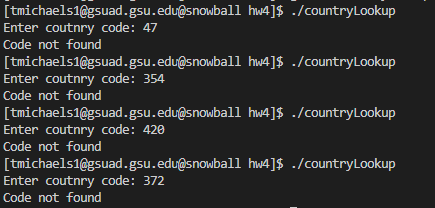 [tmichaels1@gsuad.gsu.edu@snowball hw4]$ ./countryLookup
Enter coutnry code: 47
Code not found
[tmichaels1@gsuad.gsu.edu@snowball hw4]$ ./countryLookup
Enter coutnry code: 354
Code not found
[tmichaels1@gsuad.gsu.edu@snowball hw4]$ ./countryLookup
Enter coutnry code: 420
Code not found
[tmichaels1@gsuad.gsu.edu@snowball hw4]$ ./countryLookup
Enter coutnry code: 372
Code not found